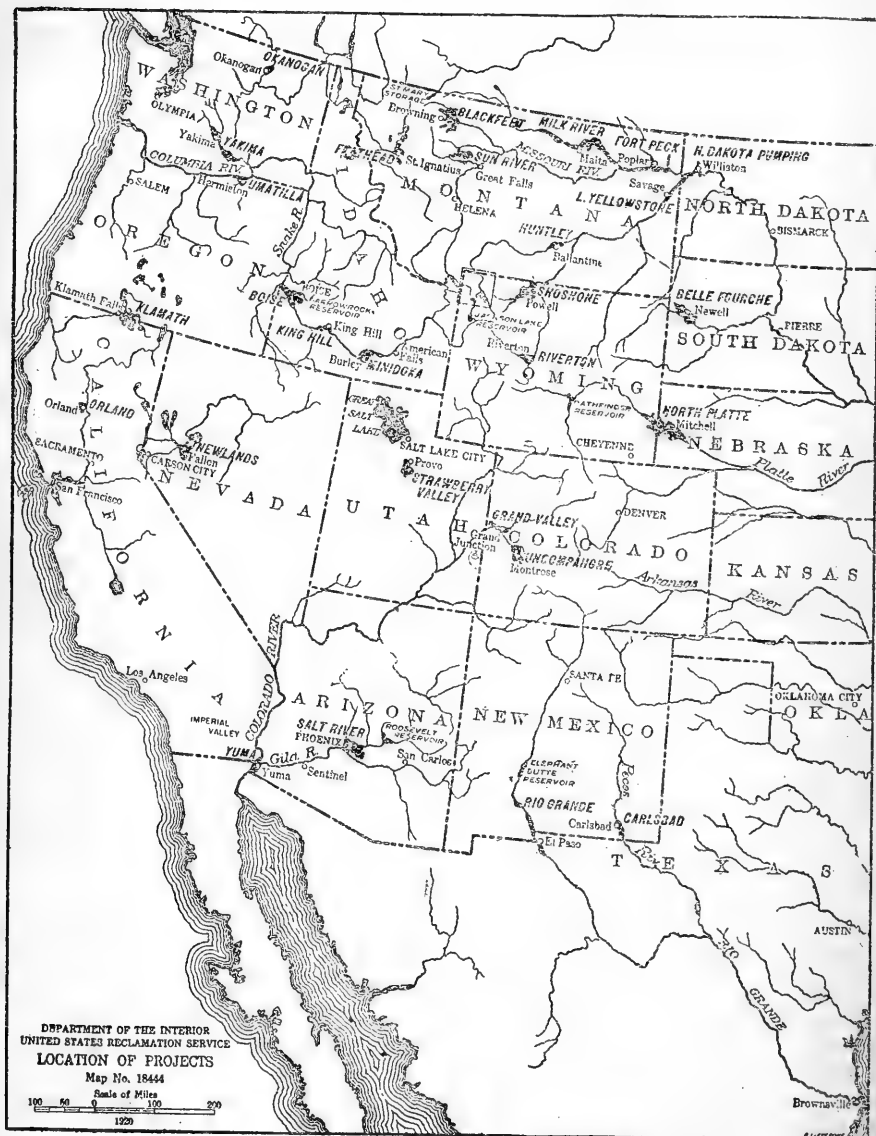 OKANOGAN
Okanogan
WASHINGTON
OLYMPIA
Yakima
YAKIMA
COLUMBIA RIV.
Hermiston
UMATILLA
SALEM
OREGON
Klamath Falls
KLAMATH
Snake R.
IDAHO
BOISE
BOISE
ARROWROCK
RESERVOIR
KING HILL
King Hill
American
Falls
Burley
MINIDOKA
ST. MARY
STORAGE
Browning
BLACKFEET
MILK RIVER
FORT PECK
Malta
Poplar
MISSOURI RIV.
FLATHEAD
St. Ignatius
SUN RIVER
Great Falls
Savage
L. YELLOWSTONE
MONTANA
HELENA
HUNTLEY
Ballantine
N. DAKOTA PUMPING
Williston
NORTH DAKOTA
BISMARCK
SHOSHONE
Powell
JACKSON LAKE
RESERVOIR
Riverton
RIVERTON
WYOMING
PATHFINDER
RESERVOIR
CHEYENNE
BELLE FOURCHE
Newell
PIERRE
SOUTH DAKOTA
NORTH PLATTE
Mitchell
NEBRASKA
Platte River
CALIFORNIA
Orland
ORLAND
SACRAMENTO
San Francisco
Los Angeles
IMPERIAL
VALLEY
NEWLANDS
Fallen
CARSON CITY
NEVADA
GREAT
SALT
LAKE
SALT LAKE CITY
Provo
STRAWBERRY
VALLEY
UTAH
GRAND VALLEY
Grand
Junction
DENVER
COLORADO
UNCOMPAHGRE
Montrose
Arkansas
River
KANSAS
COLORADO RIVER
ARIZONA
SALT RIVER
PHOENIX
ROOSEVELT
RESERVOIR
San Carlos
YUMA
Yuma
Gila R.
Sentinel
SANTA FE
NEW MEXICO
ELEPHANT
BUTTE
RESERVOIR
RIO GRANDE
Pecos
Carlsbad
CARLSBAD
River
El Paso
OKLAHOMA CITY
OKLA
TEXAS
AUSTIN
RIO
GRANDE
Brownsville
DEPARTMENT OF THE INTERIOR
UNITED STATES RECLAMATION SERVICE
LOCATION OF PROJECTS
Map No. 18444
Scale of Miles
100 50 0 100 200
1920